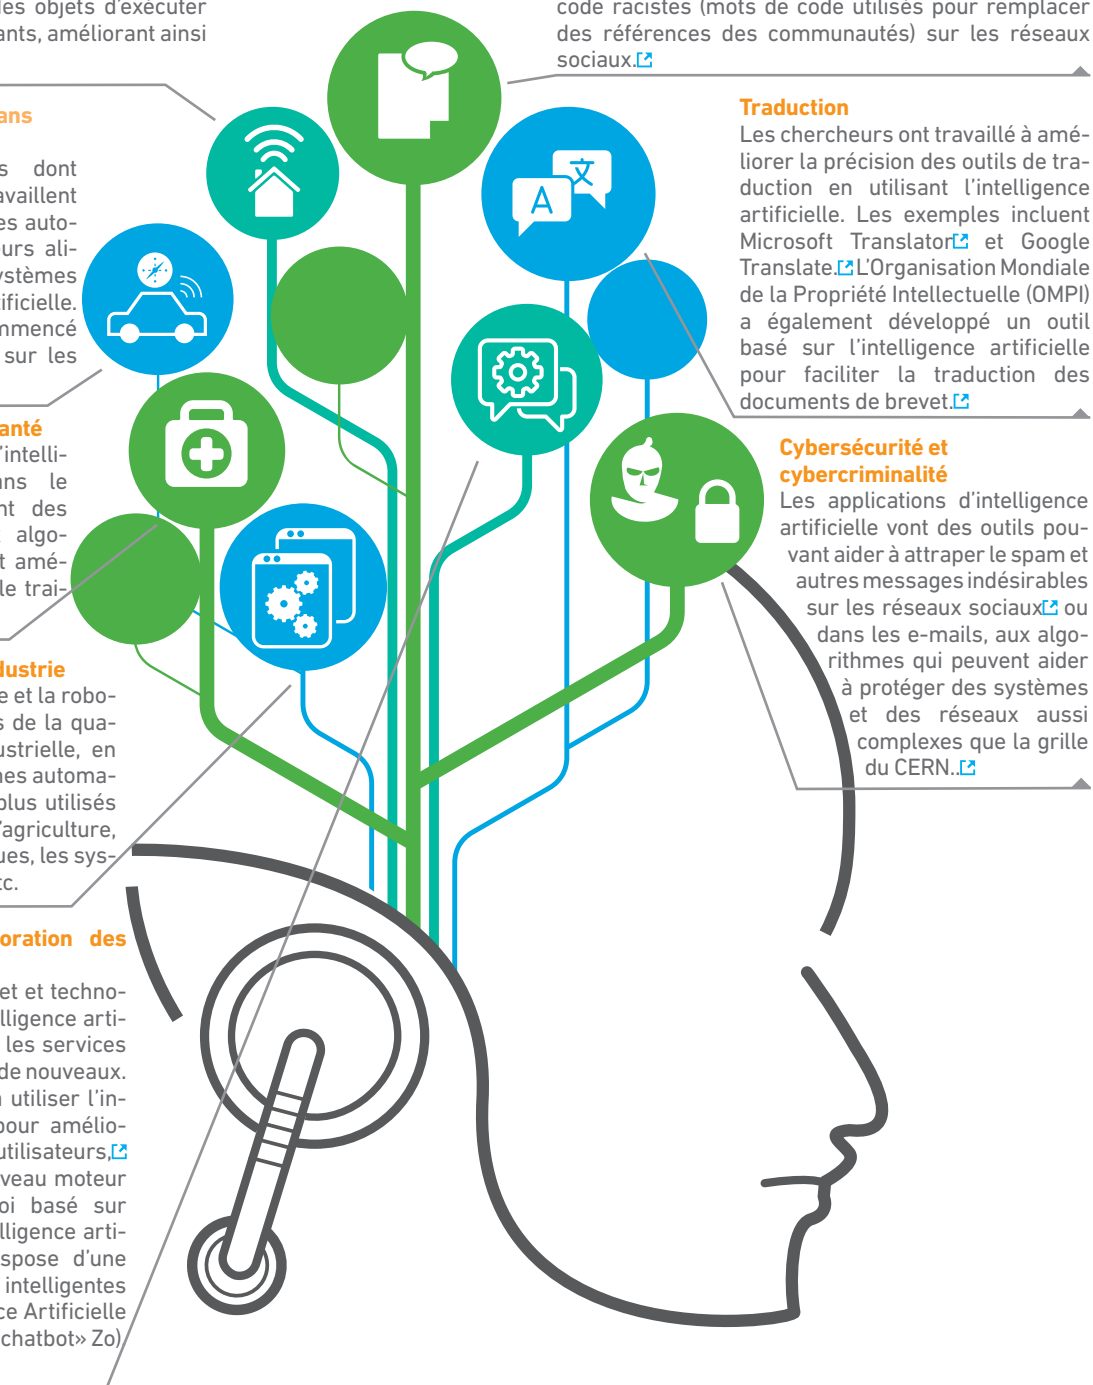 des objets d'exécuter
ants, améliorant ainsi
code racistes (mots de code utilisés pour remplacer
des références des communautés) sur les réseaux
sociaux.
ans
s dont
availlent
es auto-
eurs ali-
ystèmes
tificielle.
mmencé
sur les
anté
'intelli-
ans le
nt des
algo-
t amé-
le trai-
dustrie
e et la robo-
s de la qua-
ustrielle, en
nes automa-
plus utilisés
'agriculture,
ues, les sys-
tc.
oration des
et et techno-
elligence arti-
les services
de nouveaux.
à utiliser l'in-
pour amélio-
utilisateurs,
veau moteur
oi basé sur
elligence arti-
spose d'une
intelligentes
ce Artificielle
chatbot» Zo)
Traduction
Les chercheurs ont travaillé à amé-
liorer la précision des outils de tra-
duction en utilisant l'intelligence
artificielle. Les exemples incluent
Microsoft Translator et Google
Translate. L'Organisation Mondiale
de la Propriété Intellectuelle (OMPI)
a également développé un outil
basé sur l'intelligence artificielle
pour faciliter la traduction des
documents de brevet.
Cybersécurité et
cybercriminalité
Les applications d'intelligence
artificielle vont des outils pou-
vant aider à attraper le spam et
autres messages indésirables
sur les réseaux sociaux ou
dans les e-mails, aux algo-
rithmes qui peuvent aider
à protéger des systèmes
et des réseaux aussi
complexes que la grille
du CERN..
A
文